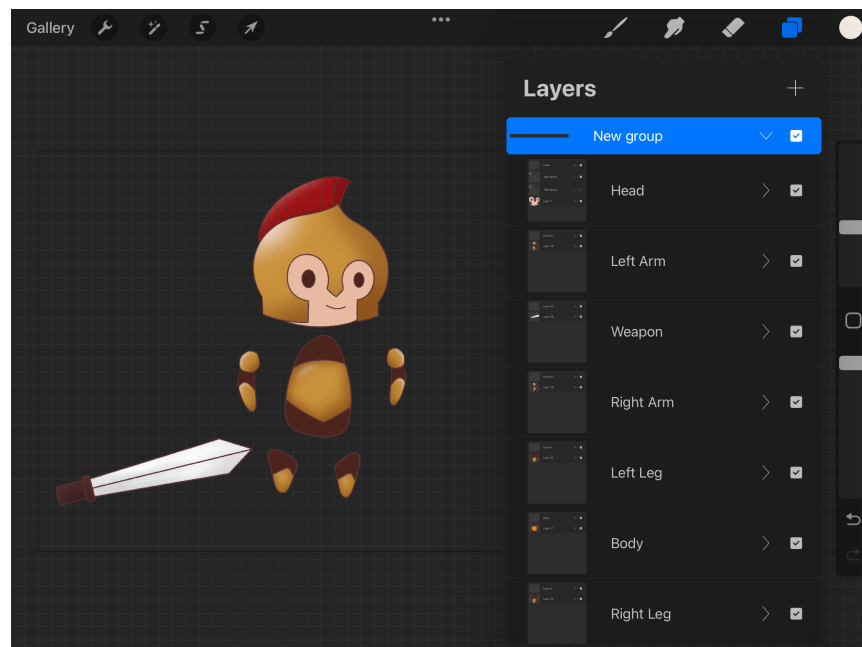 Gallery
Layers
New group
Head
Left Arm
Weapon
Right Arm
Left Leg
Body
Right Leg